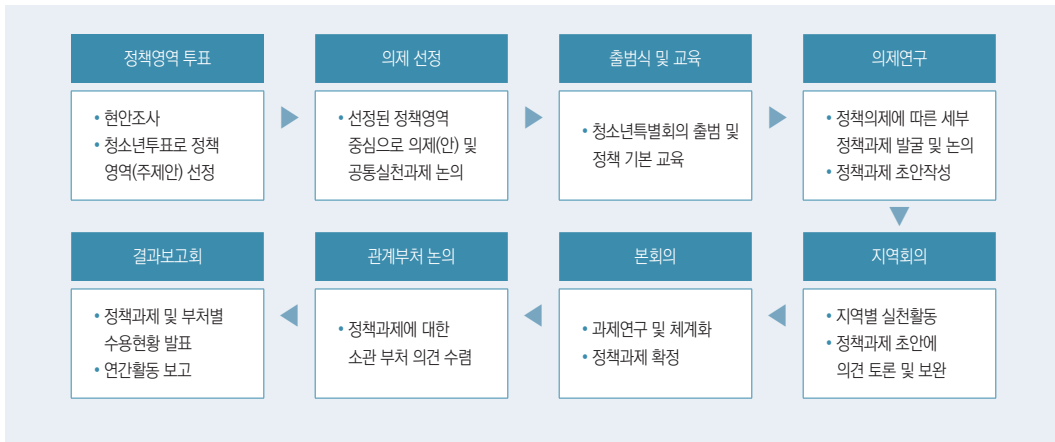 정책영역 투표
• 현안조사
• 청소년투표로 정책
영역(주제안) 선정
의제 선정
• 선정된 정책영역
중심으로 의제(안) 및
공통실천과제 논의
출범식 및 교육
• 청소년특별회의 출범 및
정책 기본 교육
의제연구
• 정책의제에 따른 세부
정책과제 발굴 및 논의
• 정책과제 초안작성
결과보고회
• 정책과제 및 부처별
수용현황 발표
• 연간활동 보고
관계부처 논의
• 정책과제에 대한
소관 부처 의견 수렴
본회의
• 과제연구 및 체계화
• 정책과제 확정
지역회의
• 지역별 실천활동
• 정책과제 초안에
의견 토론 및 보완